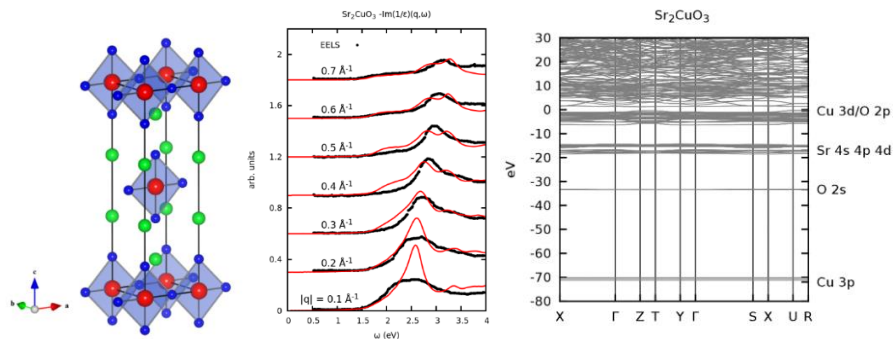 c
b
a
Sr₂CuO₃ -Im(1/ε)(q,ω)
EELS
0.7 Å⁻¹
0.6 Å⁻¹
0.5 Å⁻¹
0.4 Å⁻¹
0.3 Å⁻¹
0.2 Å⁻¹
|q| = 0.1 Å⁻¹
arb. units
2
1.6
1.2
0.8
0.4
0
0 0.5 1 1.5 2 2.5 3 3.5 4
ω (eV)
Sr₂CuO₃
eV
30
20
10
0
-10
-20
-30
-40
-50
-60
-70
-80
X Γ Z T Y Γ S X U R
Cu 3d/O 2p
Sr 4s 4p 4d
O 2s
Cu 3p